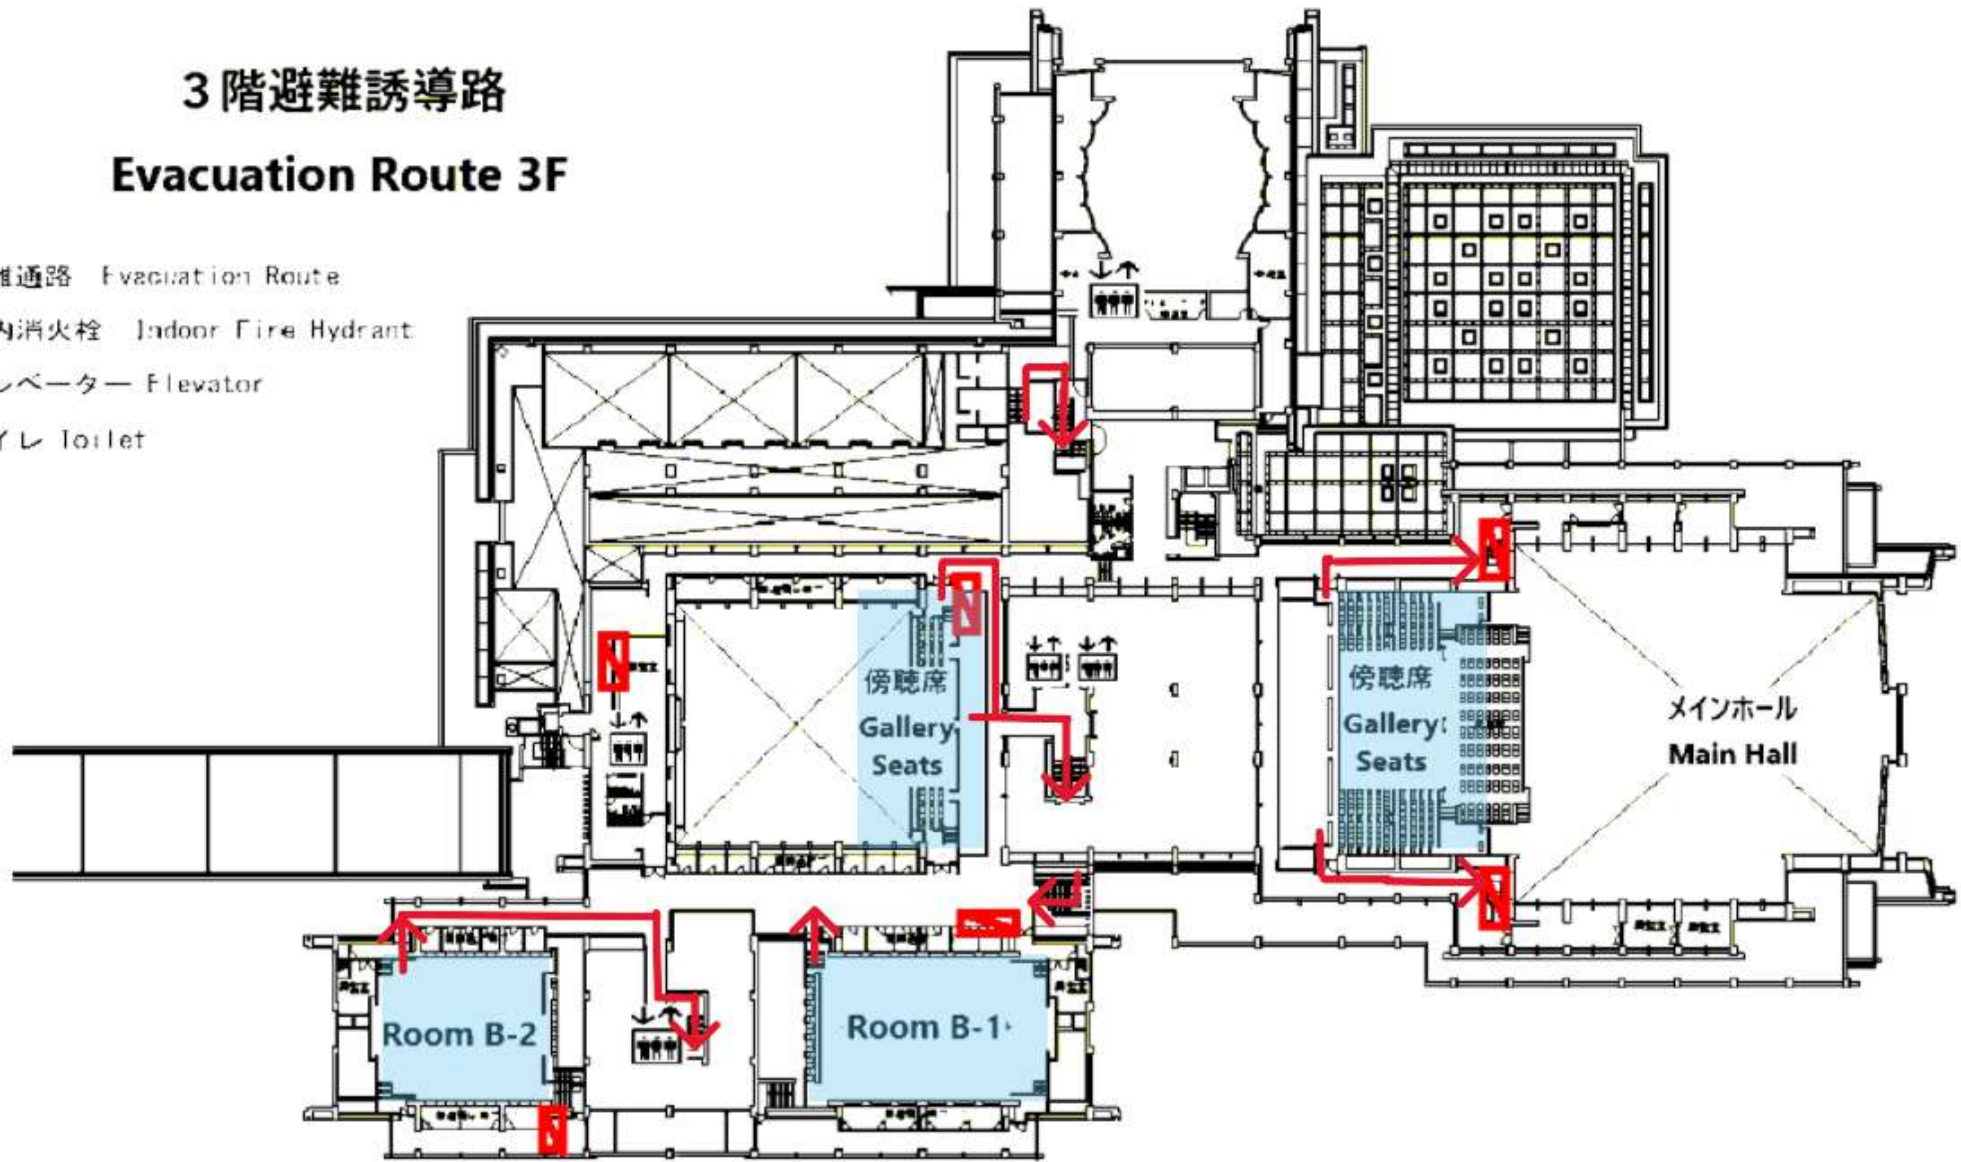 3階避難誘導路
Evacuation Route 3F
難通路 Evacuation Route
内消火栓 Indoor Fire Hydrant
レベーター Elevator
イレ Toilet
傍聴席
Gallery
Seats
傍聴席
Gallery
Seats
メインホール
Main Hall
Room B-2
Room B-1